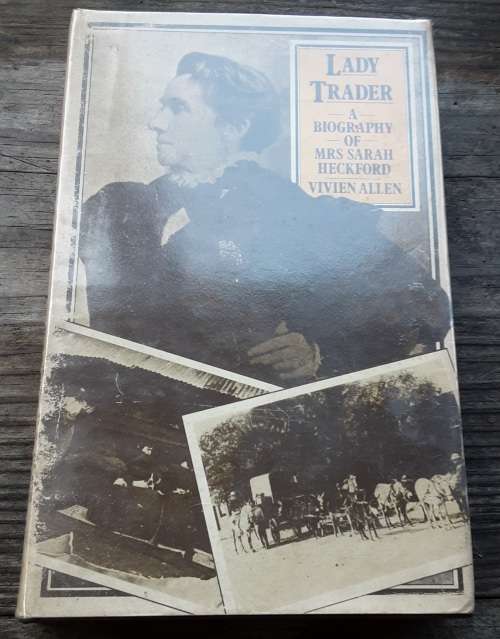 LADY
TRADER
A
BIOGRAPHY
OF
MRS SARAH
HECKFORD
VIVIEN ALLEN